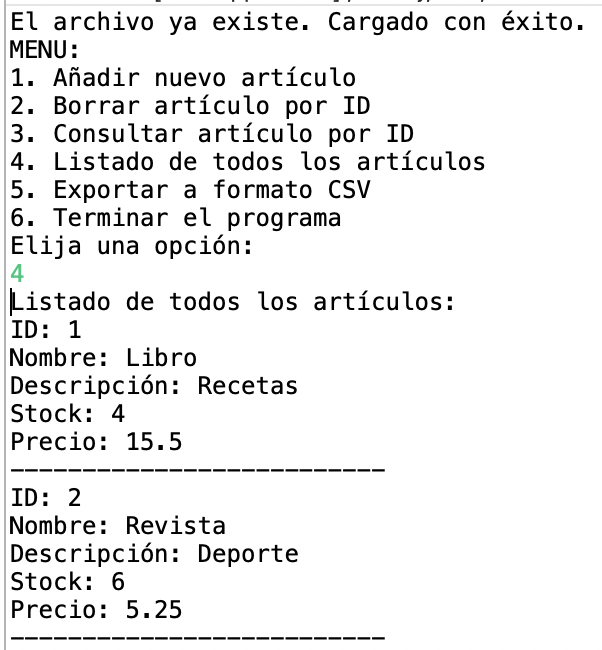 El archivo ya existe. Cargado con éxito.
MENU:
1. Añadir nuevo artículo
2. Borrar artículo por ID
3. Consultar artículo por ID
4. Listado de todos los artículos
5. Exportar a formato CSV
6. Terminar el programa
Elija una opción:
4
Listado de todos los artículos:
ID: 1
Nombre: Libro
Descripción: Recetas
Stock: 4
Precio: 15.5
--------------------------
ID: 2
Nombre: Revista
Descripción: Deporte
Stock: 6
Precio: 5.25
--------------------------